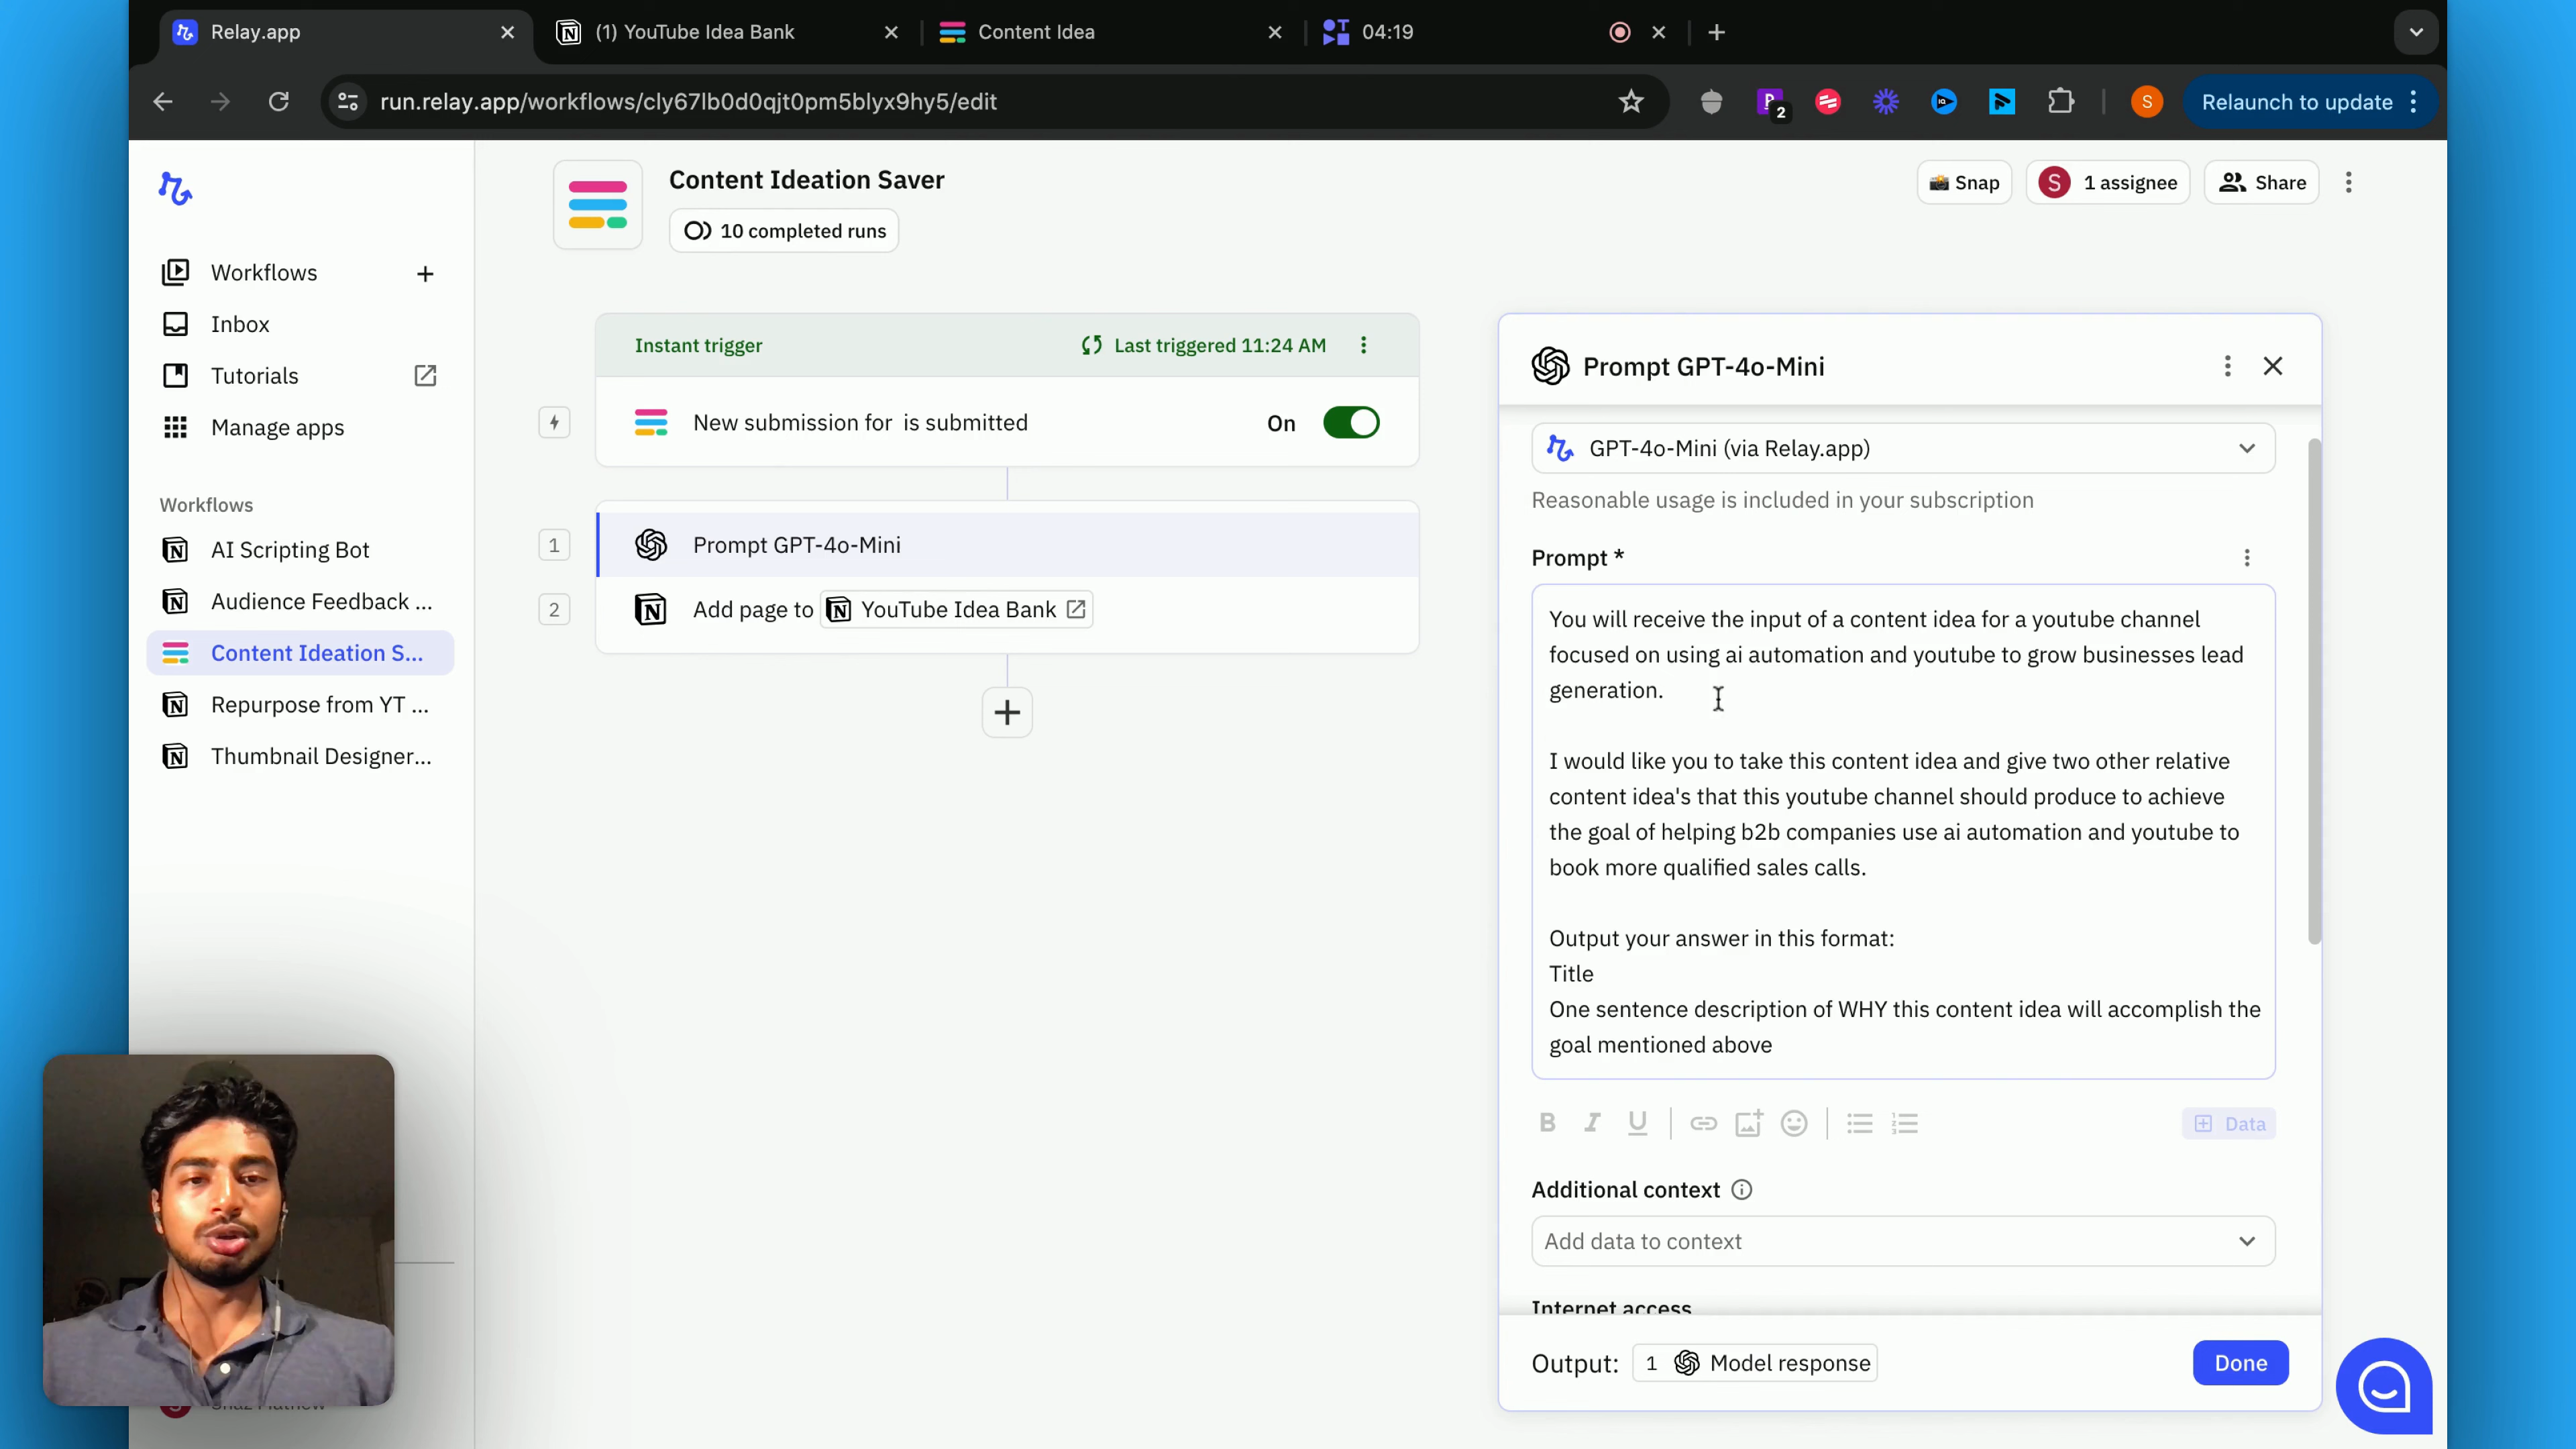 Relay.app
(1) YouTube Idea Bank
Content Idea
04:19
run.relay.app/workflows/cly67lb0d0qjt0pm5blyx9hy5/edit
2
S
Relaunch to update
Content Ideation Saver
10 completed runs
📸 Snap
S
1 assignee
Share
Workflows
Inbox
Tutorials
Manage apps
Workflows
AI Scripting Bot
Audience Feedback ...
Content Ideation S...
Repurpose from YT ...
Thumbnail Designer...
Instant trigger
Last triggered 11:24 AM
New submission for is submitted
On
1
Prompt GPT-4o-Mini
2
Add page to
YouTube Idea Bank
Prompt GPT-4o-Mini
GPT-4o-Mini (via Relay.app)
Reasonable usage is included in your subscription
Prompt *
You will receive the input of a content idea for a youtube channel
focused on using ai automation and youtube to grow businesses lead
generation.
I would like you to take this content idea and give two other relative
content idea's that this youtube channel should produce to achieve
the goal of helping b2b companies use ai automation and youtube to
book more qualified sales calls.
Output your answer in this format:
Title
One sentence description of WHY this content idea will accomplish the
goal mentioned above
B I U
Data
Additional context
Add data to context
Internet access
Output:
1
Model response
Done